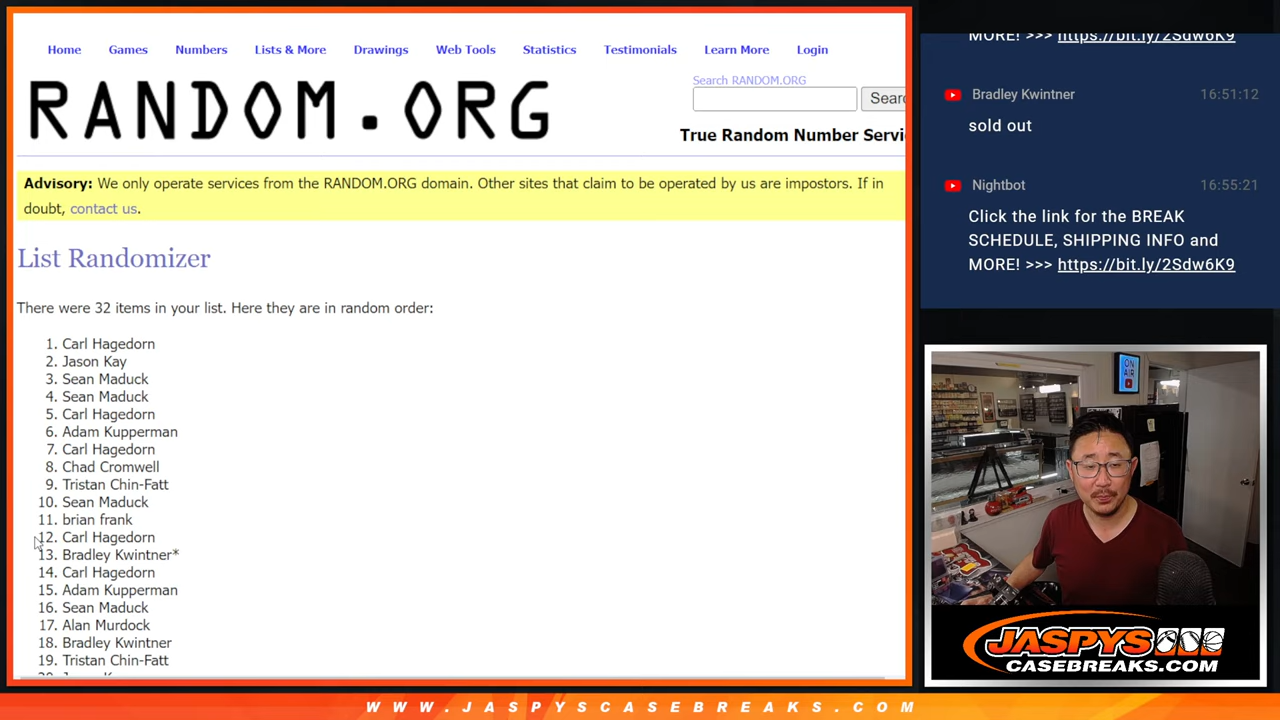 Home Games Numbers Lists & More Drawings Web Tools Statistics Testimonials Learn More Login
RANDOM.ORG
Search RANDOM.ORG
True Random Number Servi
Advisory: We only operate services from the RANDOM.ORG domain. Other sites that claim to be operated by us are impostors. If in
doubt, contact us.
List Randomizer
There were 32 items in your list. Here they are in random order:
1. Carl Hagedorn
2. Jason Kay
3. Sean Maduck
4. Sean Maduck
5. Carl Hagedorn
6. Adam Kupperman
7. Carl Hagedorn
8. Chad Cromwell
9. Tristan Chin-Fatt
10. Sean Maduck
11. brian frank
12. Carl Hagedorn
13. Bradley Kwintner*
14. Carl Hagedorn
15. Adam Kupperman
16. Sean Maduck
17. Alan Murdock
18. Bradley Kwintner
19. Tristan Chin-Fatt
MORE! >>> https://bit.ly/2Sdw6K9
Bradley Kwintner 16:51:12
sold out
Nightbot 16:55:21
Click the link for the BREAK
SCHEDULE, SHIPPING INFO and
MORE! >>> https://bit.ly/2Sdw6K9
ON
AIR
JASPYS
CASEBREAKS.COM
WWW.JASPYSCASEBREAKS.COM